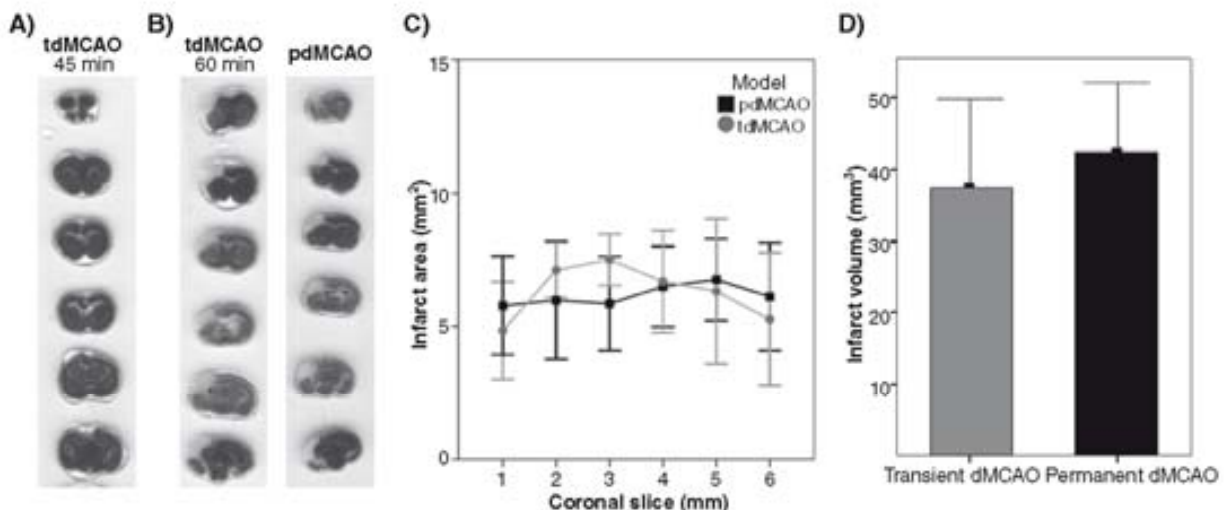 A)
tdMCAO
45 min
B)
tdMCAO
60 min
pdMCAO
C)
15
10
5
0
Infarct area (mm²)
Model
pdMCAO
tdMCAO
1 2 3 4 5 6
Coronal slice (mm)
D)
50
40
30
20
10
Infarct volume (mm³)
Transient dMCAO Permanent dMCAO